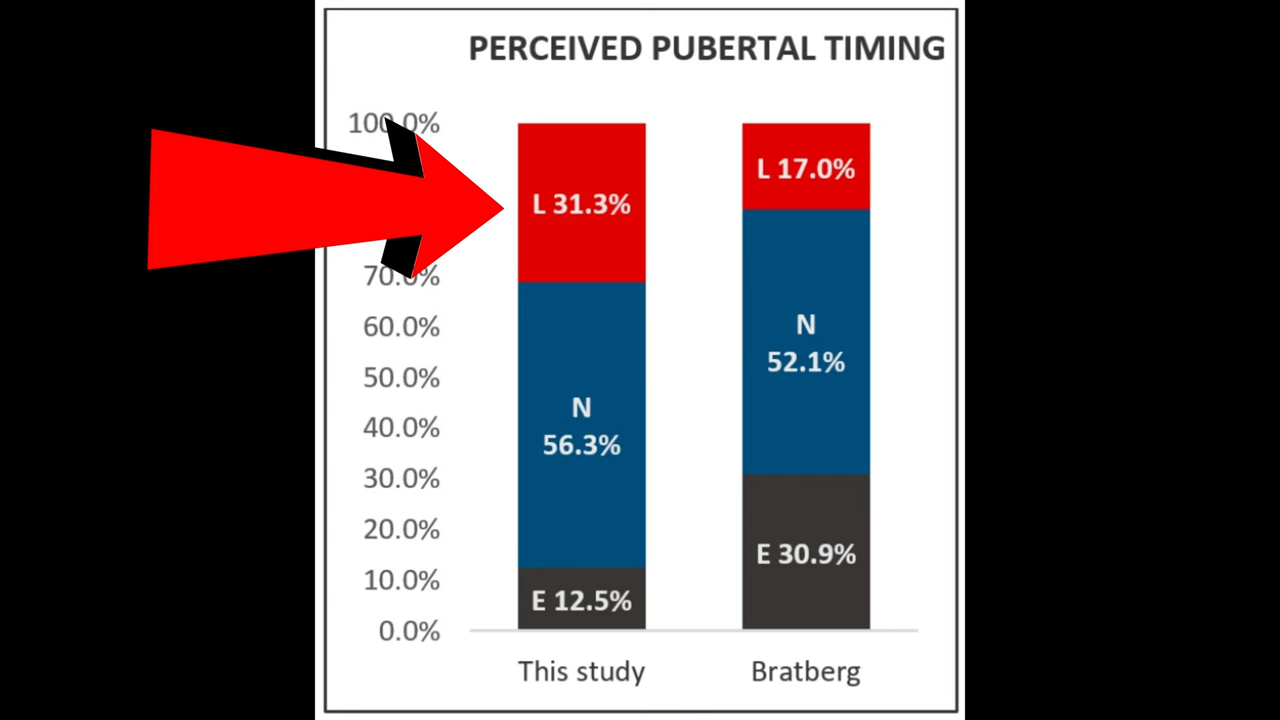 PERCEIVED PUBERTAL TIMING
100.0%
70.0%
60.0%
50.0%
40.0%
30.0%
20.0%
10.0%
0.0%
L 31.3%
N
56.3%
E 12.5%
L 17.0%
N
52.1%
E 30.9%
This study
Bratberg